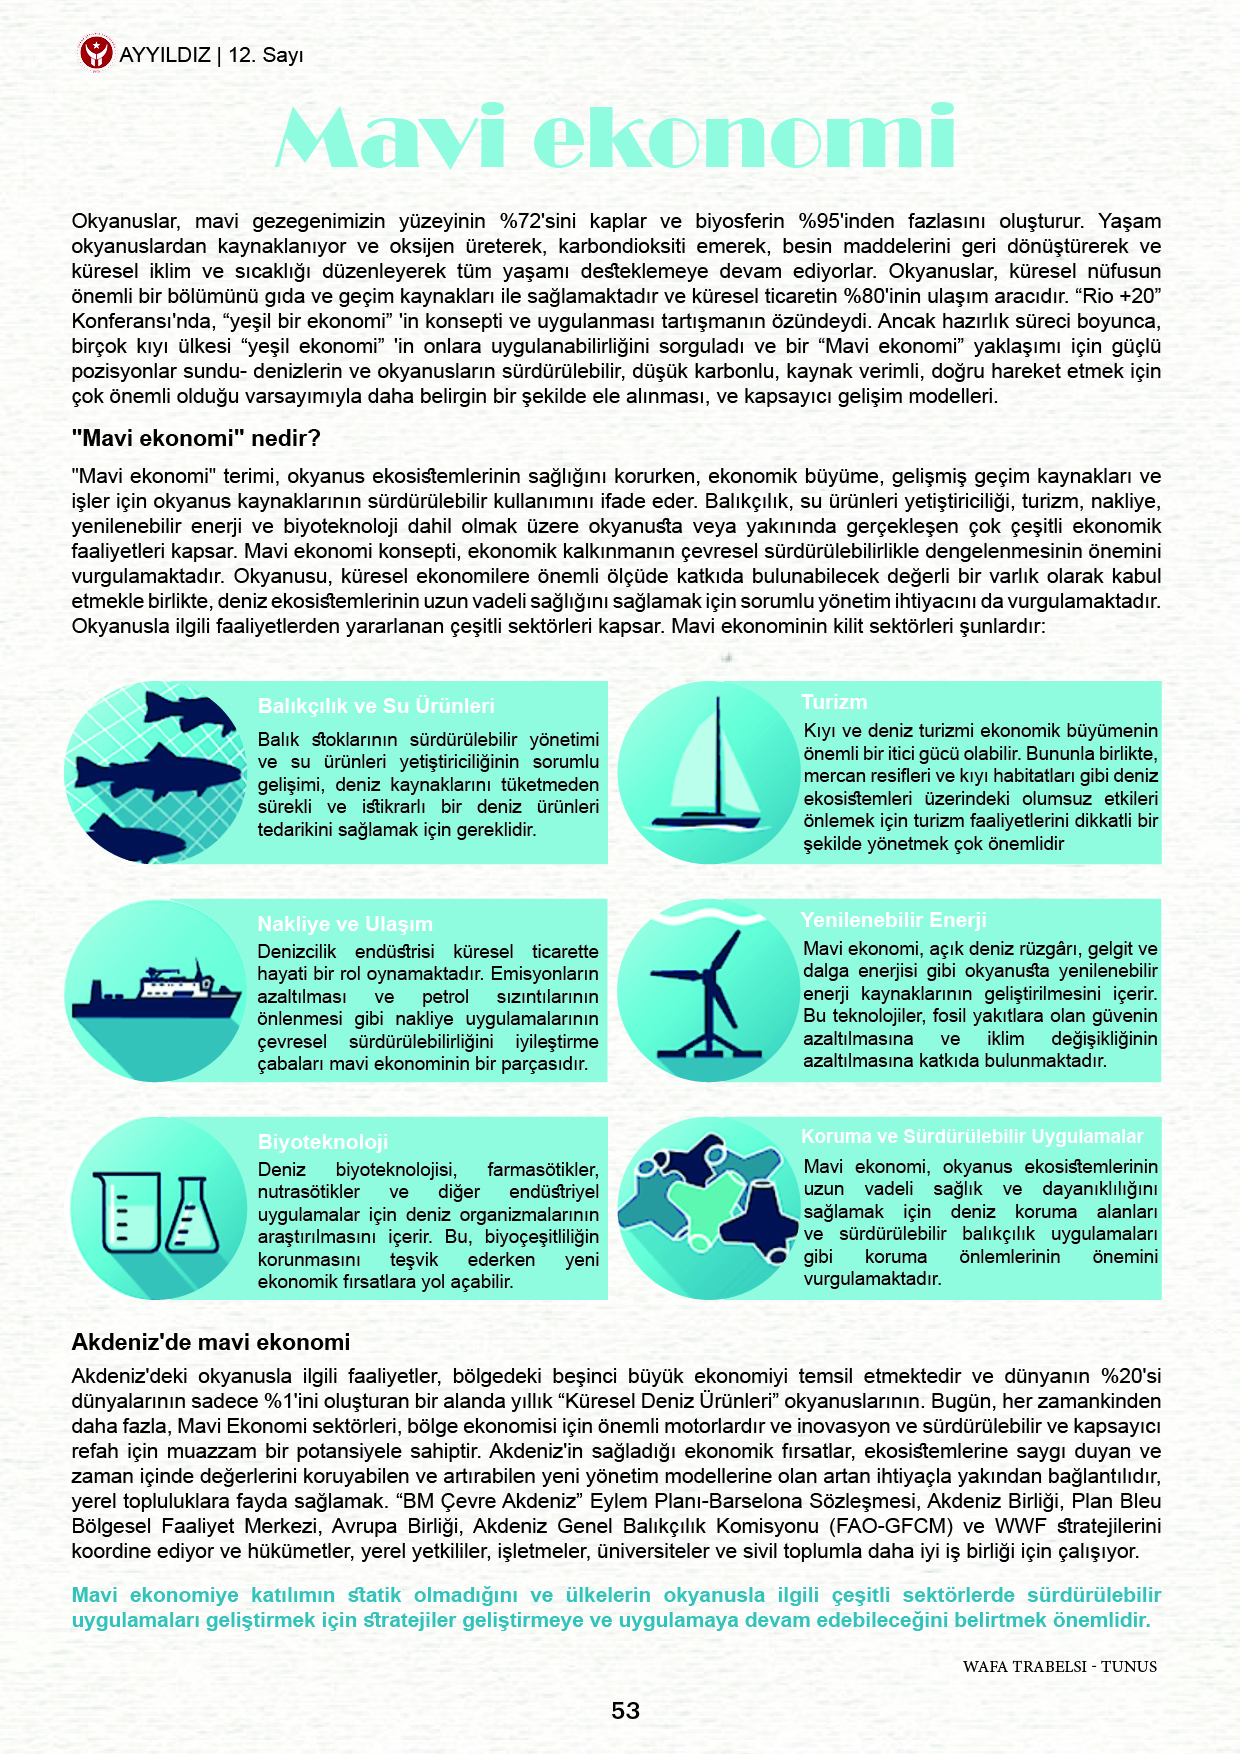 AYYILDIZ | 12. Sayı
Mavi ekonomi
Okyanuslar, mavi gezegenimizin yüzeyinin %72'sini kaplar ve biyosferin %95'inden fazlasını oluşturur. Yaşam
okyanuslardan kaynaklanıyor ve oksijen üreterek, karbondioksiti emerek, besin maddelerini geri dönüştürerek ve
küresel iklim ve sıcaklığı düzenleyerek tüm yaşamı desteklemeye devam ediyorlar. Okyanuslar, küresel nüfusun
önemli bir bölümünü gıda ve geçim kaynakları ile sağlamaktadır ve küresel ticaretin %80'inin ulaşım aracıdır. “Rio +20”
Konferansı'nda, “yeşil bir ekonomi” 'in konsepti ve uygulanması tartışmanın özündeydi. Ancak hazırlık süreci boyunca,
birçok kıyı ülkesi “yeşil ekonomi” 'in onlara uygulanabilirliğini sorguladı ve bir “Mavi ekonomi” yaklaşımı için güçlü
pozisyonlar sundu- denizlerin ve okyanusların sürdürülebilir, düşük karbonlu, kaynak verimli, doğru hareket etmek için
çok önemli olduğu varsayımıyla daha belirgin bir şekilde ele alınması, ve kapsayıcı gelişim modelleri.
"Mavi ekonomi" nedir?
"Mavi ekonomi" terimi, okyanus ekosistemlerinin sağlığını korurken, ekonomik büyüme, gelişmiş geçim kaynakları ve
işler için okyanus kaynaklarının sürdürülebilir kullanımını ifade eder. Balıkçılık, su ürünleri yetiştiriciliği, turizm, nakliye,
yenilenebilir enerji ve biyoteknoloji dahil olmak üzere okyanusta veya yakınında gerçekleşen çok çeşitli ekonomik
faaliyetleri kapsar. Mavi ekonomi konsepti, ekonomik kalkınmanın çevresel sürdürülebilirlikle dengelenmesinin önemini
vurgulamaktadır. Okyanusu, küresel ekonomilere önemli ölçüde katkıda bulunabilecek değerli bir varlık olarak kabul
etmekle birlikte, deniz ekosistemlerinin uzun vadeli sağlığını sağlamak için sorumlu yönetim ihtiyacını da vurgulamaktadır.
Okyanusla ilgili faaliyetlerden yararlanan çeşitli sektörleri kapsar. Mavi ekonominin kilit sektörleri şunlardır:
Balıkçılık ve Su Ürünleri
Balık stoklarının sürdürülebilir yönetimi
ve su ürünleri yetiştiriciliğinin sorumlu
gelişimi, deniz kaynaklarını tüketmeden
sürekli ve istikrarlı bir deniz ürünleri
tedarikini sağlamak için gereklidir.
Turizm
Kıyı ve deniz turizmi ekonomik büyümenin
önemli bir itici gücü olabilir. Bununla birlikte,
mercan resifleri ve kıyı habitatları gibi deniz
ekosistemleri üzerindeki olumsuz etkileri
önlemek için turizm faaliyetlerini dikkatli bir
şekilde yönetmek çok önemlidir
Nakliye ve Ulaşım
Denizcilik endüstrisi küresel ticarette
hayati bir rol oynamaktadır. Emisyonların
azaltılması ve petrol sızıntılarının
önlenmesi gibi nakliye uygulamalarının
çevresel sürdürülebilirliğini iyileştirme
çabaları mavi ekonominin bir parçasıdır.
Yenilenebilir Enerji
Mavi ekonomi, açık deniz rüzgârı, gelgit ve
dalga enerjisi gibi okyanusta yenilenebilir
enerji kaynaklarının geliştirilmesini içerir.
Bu teknolojiler, fosil yakıtlara olan güvenin
azaltılmasına ve iklim değişikliğinin
azaltılmasına katkıda bulunmaktadır.
Biyoteknoloji
Deniz biyoteknolojisi, farmasötikler,
nutrasötikler ve diğer endüstriyel
uygulamalar için deniz organizmalarının
araştırılmasını içerir. Bu, biyoçeşitliliğin
korunmasını teşvik ederken yeni
ekonomik fırsatlara yol açabilir.
Koruma ve Sürdürülebilir Uygulamalar
Mavi ekonomi, okyanus ekosistemlerinin
uzun vadeli sağlık ve dayanıklılığını
sağlamak için deniz koruma alanları
ve sürdürülebilir balıkçılık uygulamaları
gibi koruma önlemlerinin önemini
vurgulamaktadır.
Akdeniz'de mavi ekonomi
Akdeniz'deki okyanusla ilgili faaliyetler, bölgedeki beşinci büyük ekonomiyi temsil etmektedir ve dünyanın %20'si
dünyalarının sadece %1'ini oluşturan bir alanda yıllık “Küresel Deniz Ürünleri” okyanuslarının. Bugün, her zamankinden
daha fazla, Mavi Ekonomi sektörleri, bölge ekonomisi için önemli motorlardır ve inovasyon ve sürdürülebilir ve kapsayıcı
refah için muazzam bir potansiyele sahiptir. Akdeniz'in sağladığı ekonomik fırsatlar, ekosistemlerine saygı duyan ve
zaman içinde değerlerini koruyabilen ve artırabilen yeni yönetim modellerine olan artan ihtiyaçla yakından bağlantılıdır,
yerel topluluklara fayda sağlamak. “BM Çevre Akdeniz” Eylem Planı-Barselona Sözleşmesi, Akdeniz Birliği, Plan Bleu
Bölgesel Faaliyet Merkezi, Avrupa Birliği, Akdeniz Genel Balıkçılık Komisyonu (FAO-GFCM) ve WWF stratejilerini
koordine ediyor ve hükümetler, yerel yetkililer, işletmeler, üniversiteler ve sivil toplumla daha iyi iş birliği için çalışıyor.
Mavi ekonomiye katılımın statik olmadığını ve ülkelerin okyanusla ilgili çeşitli sektörlerde sürdürülebilir
uygulamaları geliştirmek için stratejiler geliştirmeye ve uygulamaya devam edebileceğini belirtmek önemlidir.
WAFA TRABELSI - TUNUS
53